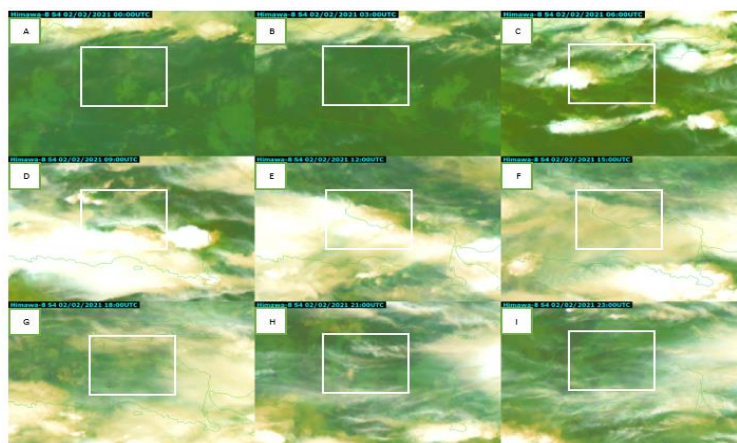 Himawa-8 S4 02/02/2021 00:00UTC
A
Himawa-8 S4 02/02/2021 03:00UTC
B
Himawa-8 S4 02/02/2021 06:00UTC
C
Himawa-8 S4 02/02/2021 09:00UTC
D
Himawa-8 S4 02/02/2021 12:00UTC
E
Himawa-8 S4 02/02/2021 15:00UTC
F
Himawa-8 S4 02/02/2021 18:00UTC
G
Himawa-8 S4 02/02/2021 21:00UTC
H
Himawa-8 S4 02/02/2021 23:00UTC
I